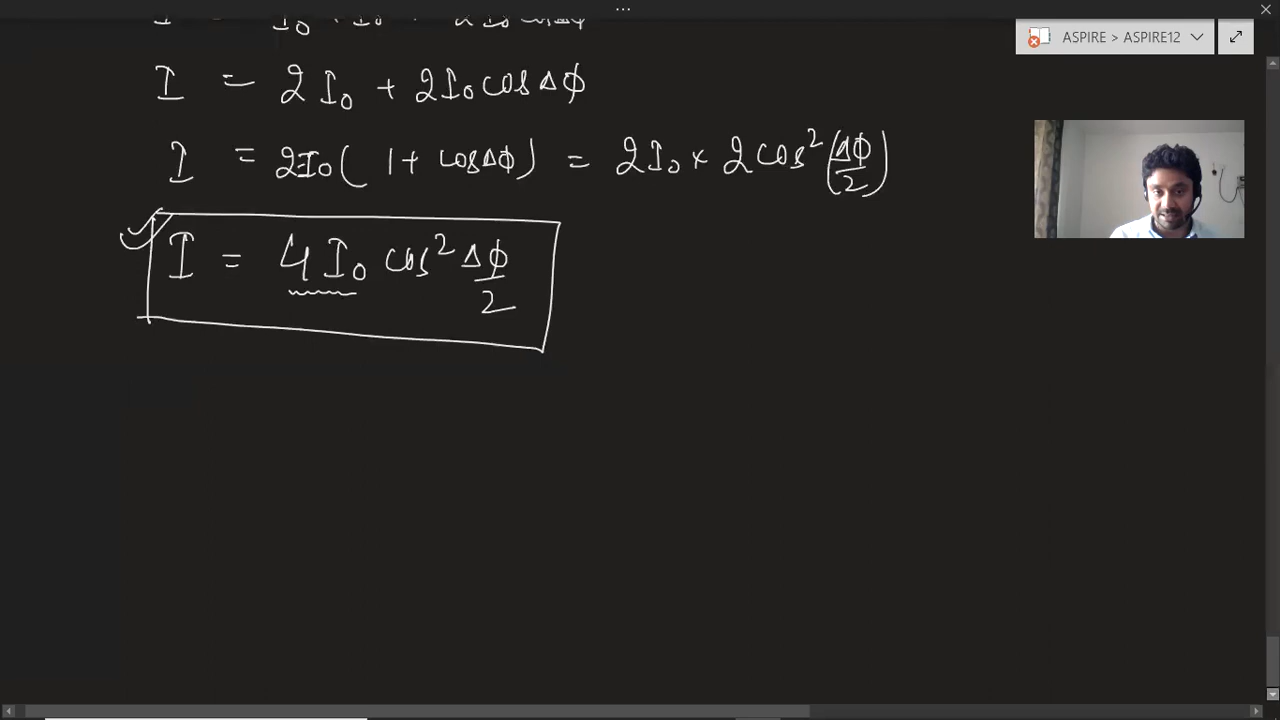 ...
ASPIRE > ASPIRE12
I = 2I₀ + 2I₀ cos Δφ
I = 2I₀ (1 + cos Δφ) = 2I₀ × 2cos² (Δφ/2)
I = 4I₀ cos² Δφ/2